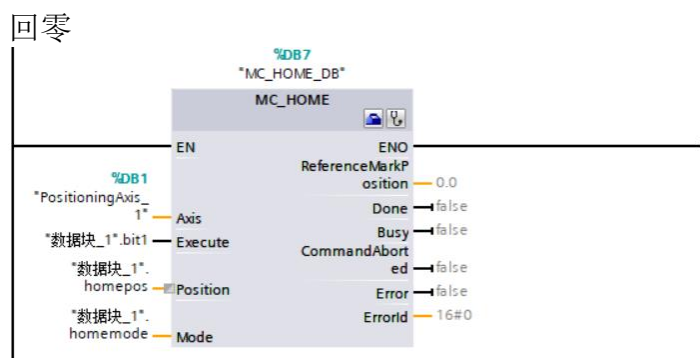 回零
%DB7
"MC_HOME_DB"
MC_HOME
EN
ENO
ReferenceMarkP
osition
0.0
%DB1
"PositioningAxis_
1"
Axis
Done
false
"数据块_1".bit1
Execute
Busy
false
CommandAbort
ed
false
"数据块_1".
homepos
Position
Error
false
"数据块_1".
homemode
Mode
ErrorId
16#0